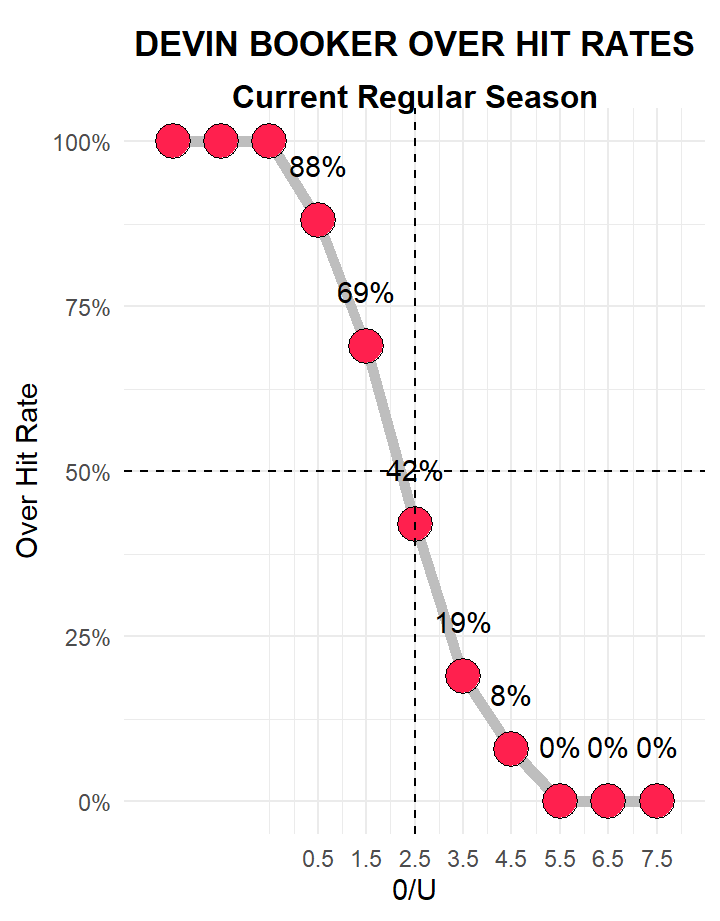 DEVIN BOOKER OVER HIT RATES
Current Regular Season
100%
88%
75%
69%
50%
42%
25%
19%
8%
0% 0% 0%
0%
Over Hit Rate
0.5 1.5 2.5 3.5 4.5 5.5 6.5 7.5
0/U